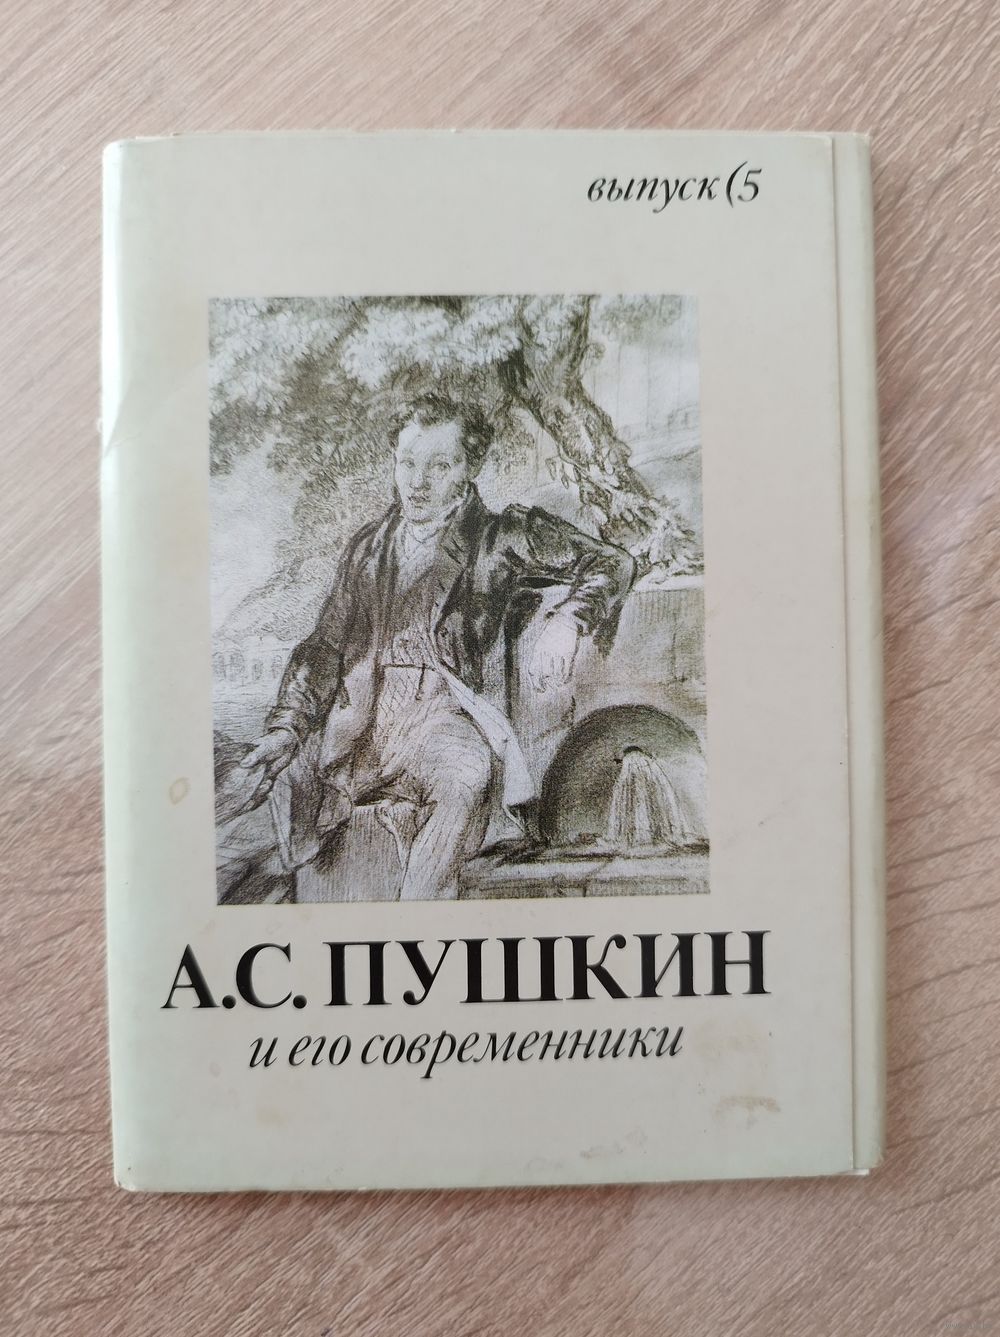 выпуск (5
А.С. ПУШКИН
и его современники